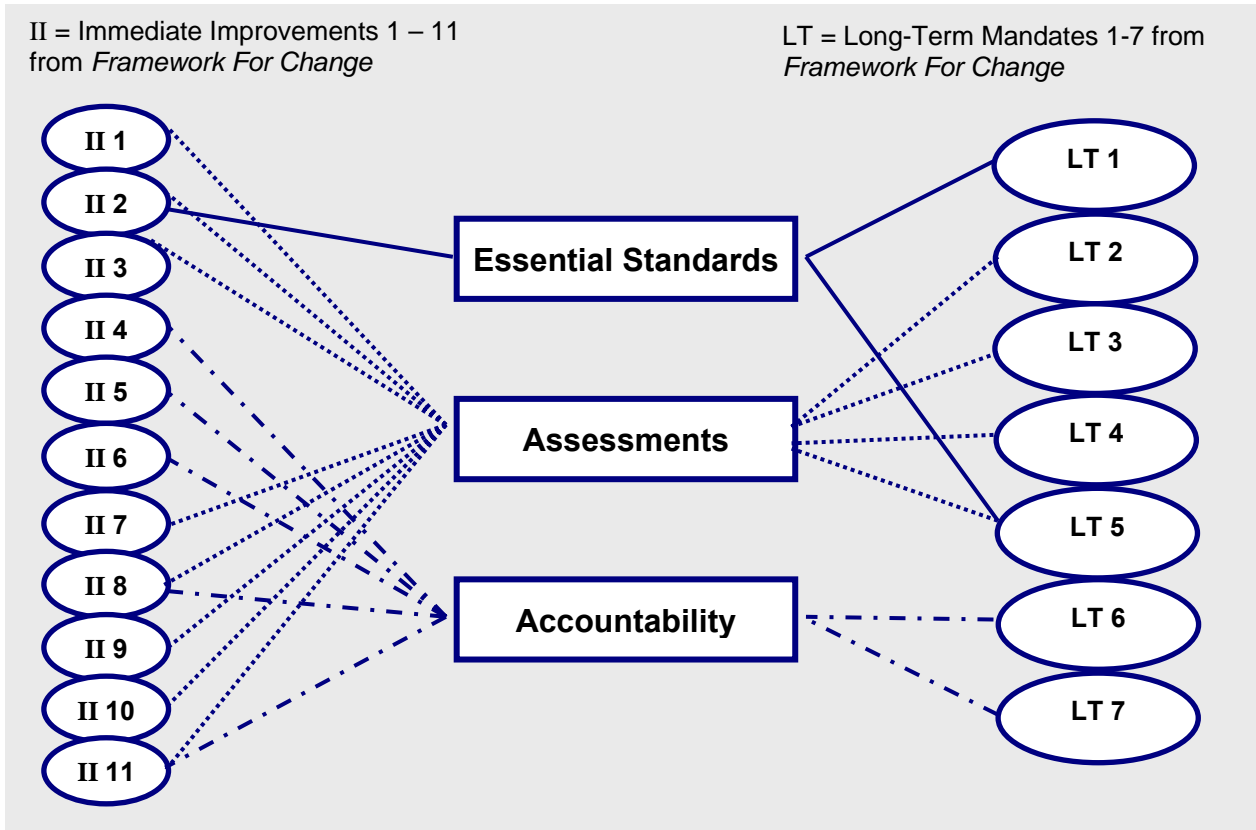 II = Immediate Improvements 1 – 11
from Framework For Change
LT = Long-Term Mandates 1-7 from
Framework For Change
II 1
II 2
II 3
II 4
II 5
II 6
II 7
II 8
II 9
II 10
II 11
Essential Standards
Assessments
Accountability
LT 1
LT 2
LT 3
LT 4
LT 5
LT 6
LT 7